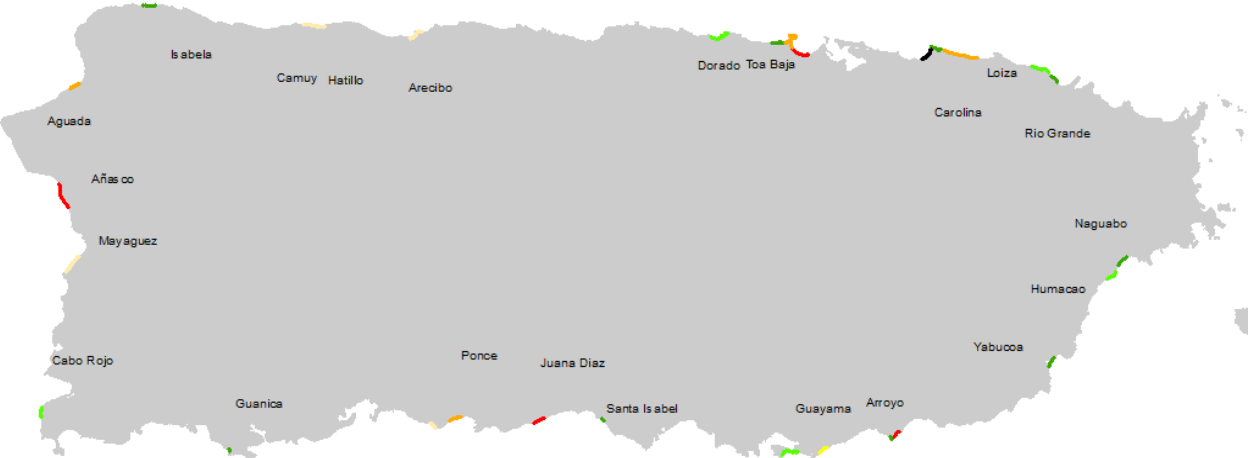 Isabela
Camuy
Hatillo
Arecibo
Dorado
Toa Baja
Loiza
Aguada
Carolina
Rio Grande
Añasco
Mayaguez
Naguabo
Humacao
Cabo Rojo
Ponce
Juana Diaz
Yabucoa
Guanica
Santa Isabel
Guayama
Arroyo